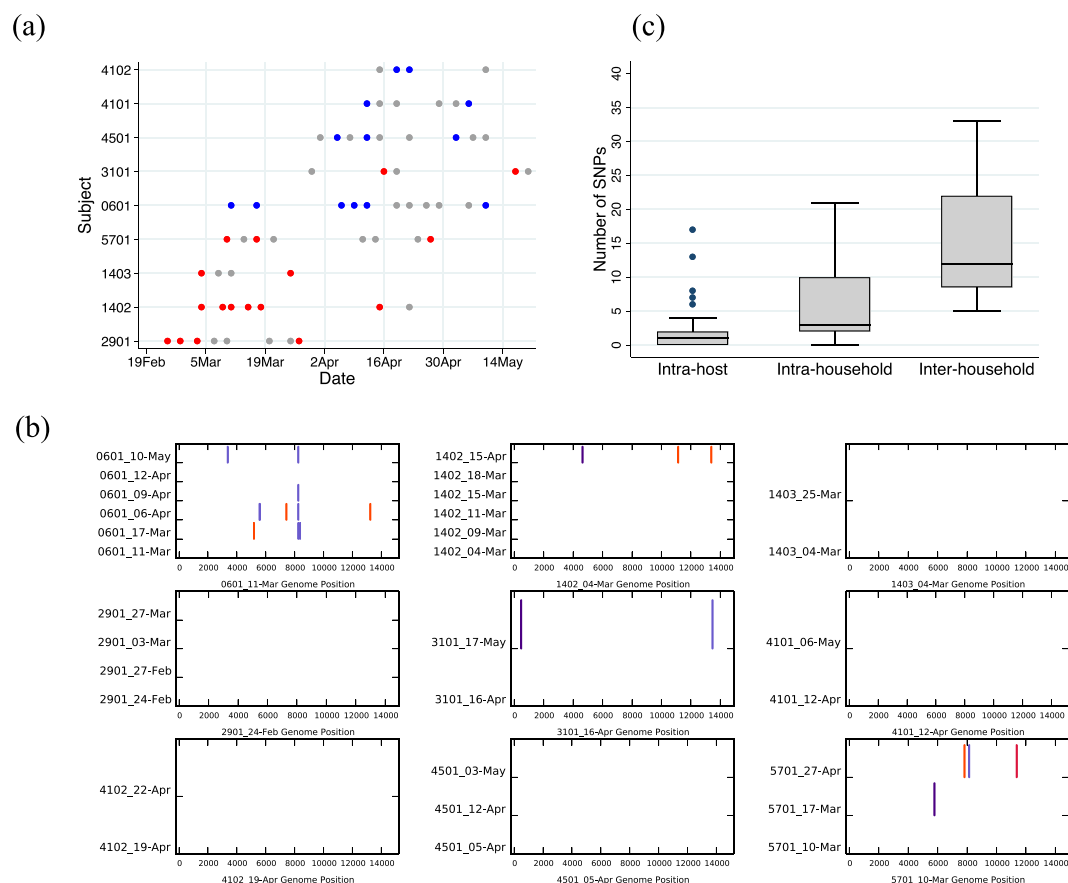 (a)
4102
4101
4501
3101
0601
5701
1403
1402
2901
Subject
19Feb 5Mar 19Mar 2Apr 16Apr 30Apr 14May
Date
(c)
40
35
30
25
20
15
10
5
0
Number of SNPs
Intra-host Intra-household Inter-household
(b)
0601_10-May
0601_12-Apr
0601_09-Apr
0601_06-Apr
0601_17-Mar
0601_11-Mar
0 2000 4000 6000 8000 10000 12000 14000
0601_11-Mar Genome Position
1402_15-Apr
1402_18-Mar
1402_15-Mar
1402_11-Mar
1402_09-Mar
1402_04-Mar
0 2000 4000 6000 8000 10000 12000 14000
1402_04-Mar Genome Position
1403_25-Mar
1403_04-Mar
0 2000 4000 6000 8000 10000 12000 14000
1403_04-Mar Genome Position
2901_27-Mar
2901_03-Mar
2901_27-Feb
2901_24-Feb
0 2000 4000 6000 8000 10000 12000 14000
2901_24-Feb Genome Position
3101_17-May
3101_16-Apr
0 2000 4000 6000 8000 10000 12000 14000
3101_16-Apr Genome Position
4101_06-May
4101_12-Apr
0 2000 4000 6000 8000 10000 12000 14000
4101_12-Apr Genome Position
4102_22-Apr
4102_19-Apr
0 2000 4000 6000 8000 10000 12000 14000
4102_19-Apr Genome Position
4501_03-May
4501_12-Apr
4501_05-Apr
0 2000 4000 6000 8000 10000 12000 14000
4501_05-Apr Genome Position
5701_27-Apr
5701_17-Mar
5701_10-Mar
0 2000 4000 6000 8000 10000 12000 14000
5701_10-Mar Genome Position